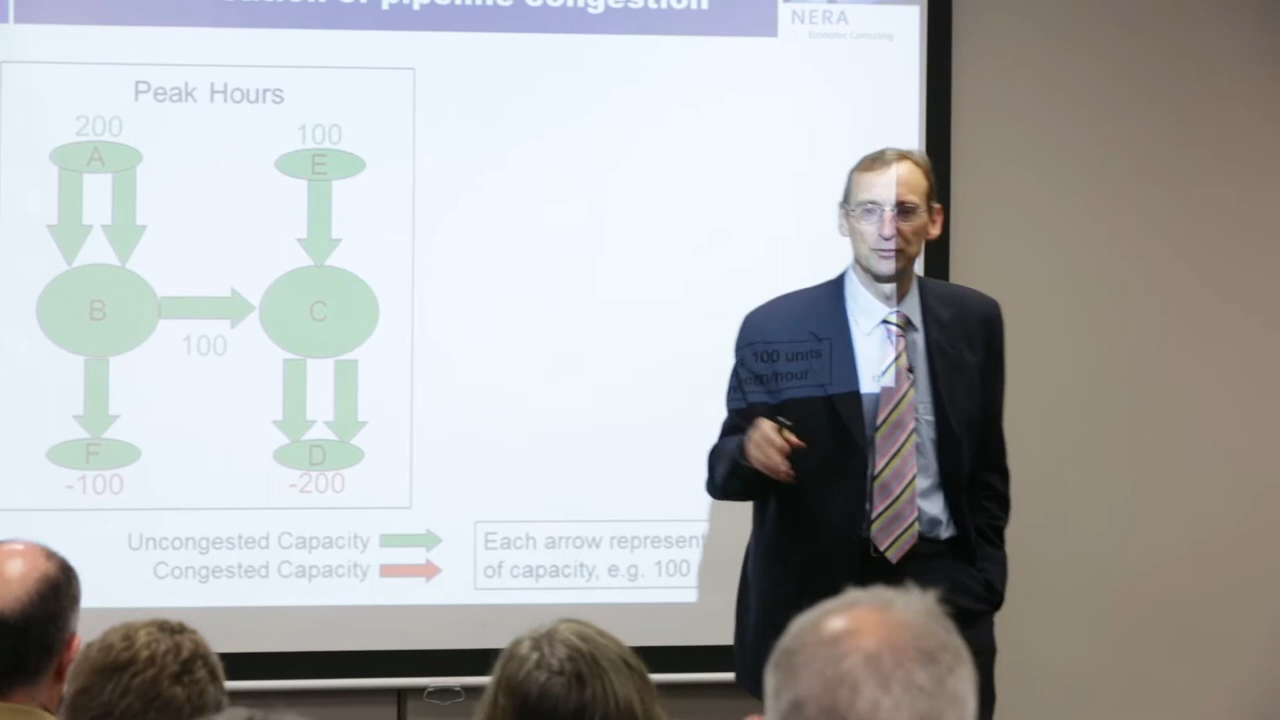 pipeline congestion
NERA
Economic Consulting
Peak Hours
200
100
A
E
B
C
100
F
D
-100
-200
Uncongested Capacity
Congested Capacity
Each arrow represent
of capacity, e.g. 100
100 units
/hour